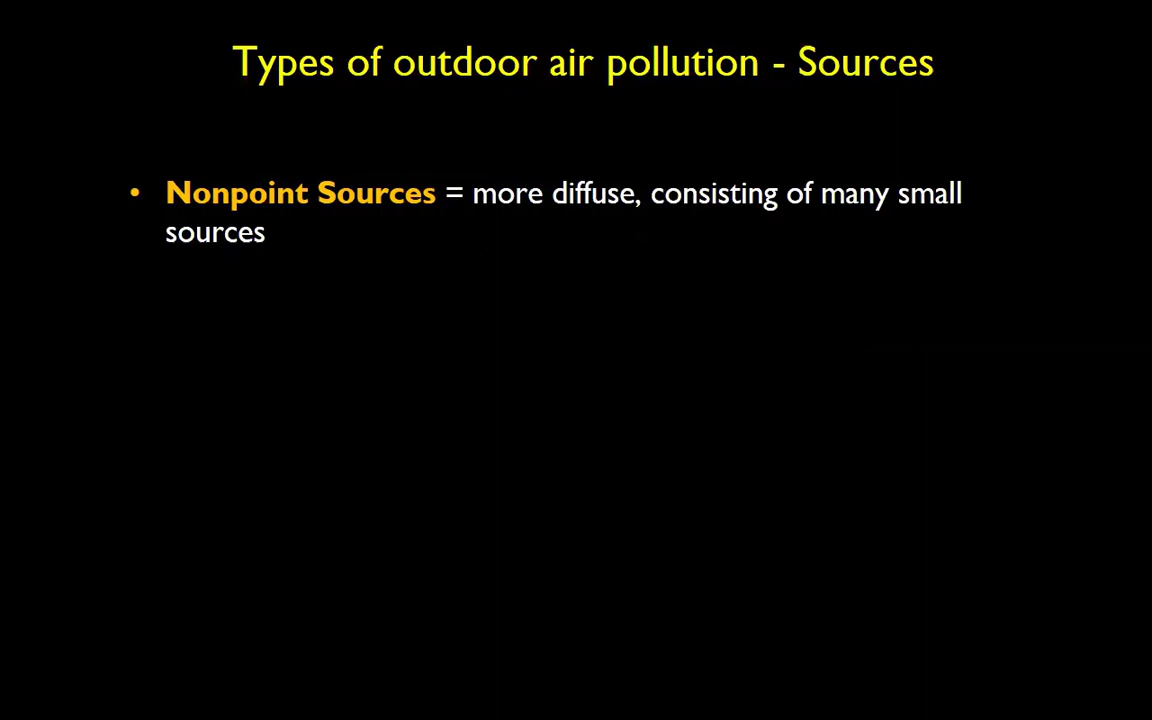 Types of outdoor air pollution - Sources
• Nonpoint Sources = more diffuse, consisting of many small
sources